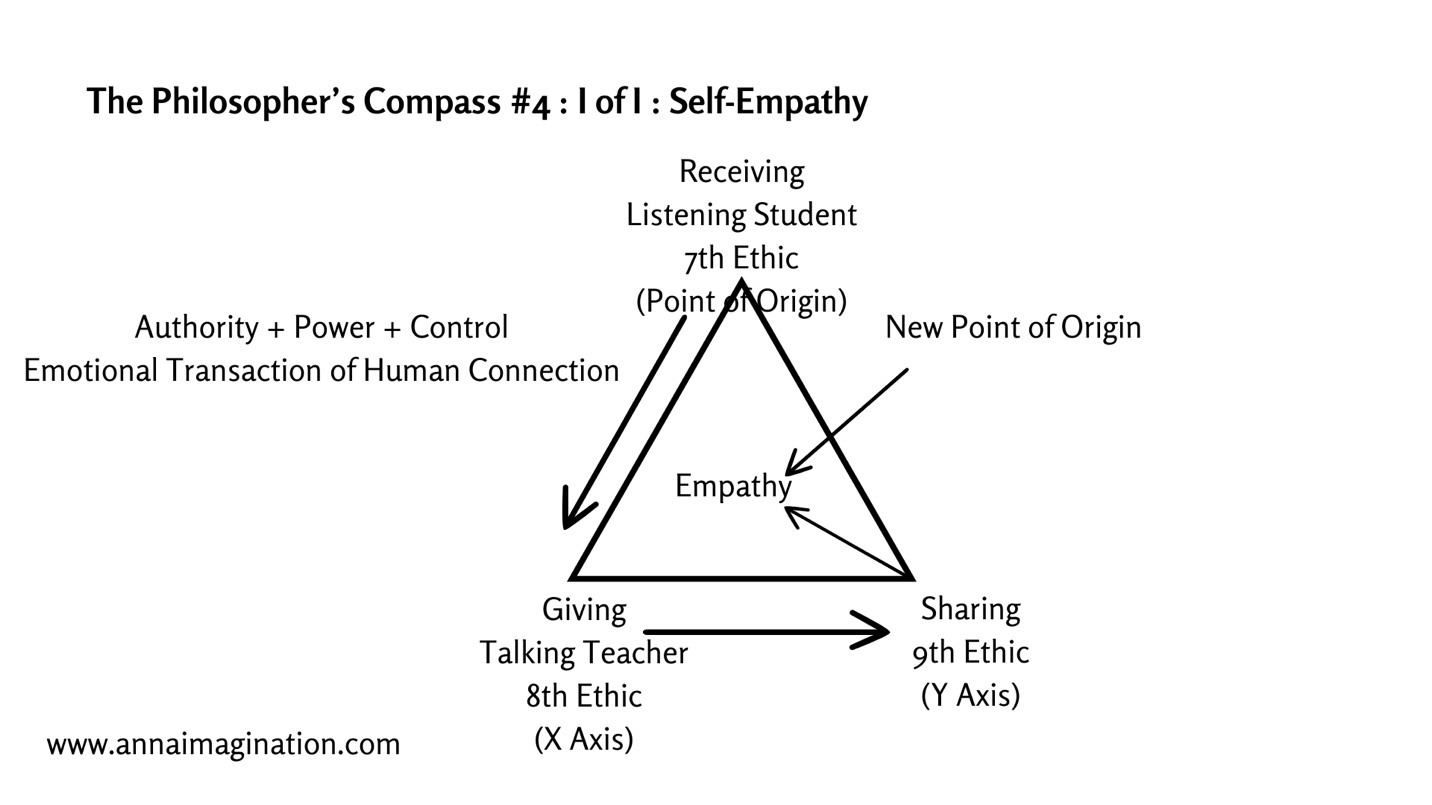 The Philosopher’s Compass #4 : I of I : Self-Empathy
Receiving
Listening Student
7th Ethic
(Point of Origin)
Authority + Power + Control
Emotional Transaction of Human Connection
New Point of Origin
Empathy
Giving
Talking Teacher
8th Ethic
(X Axis)
Sharing
9th Ethic
(Y Axis)
www.annaimagination.com